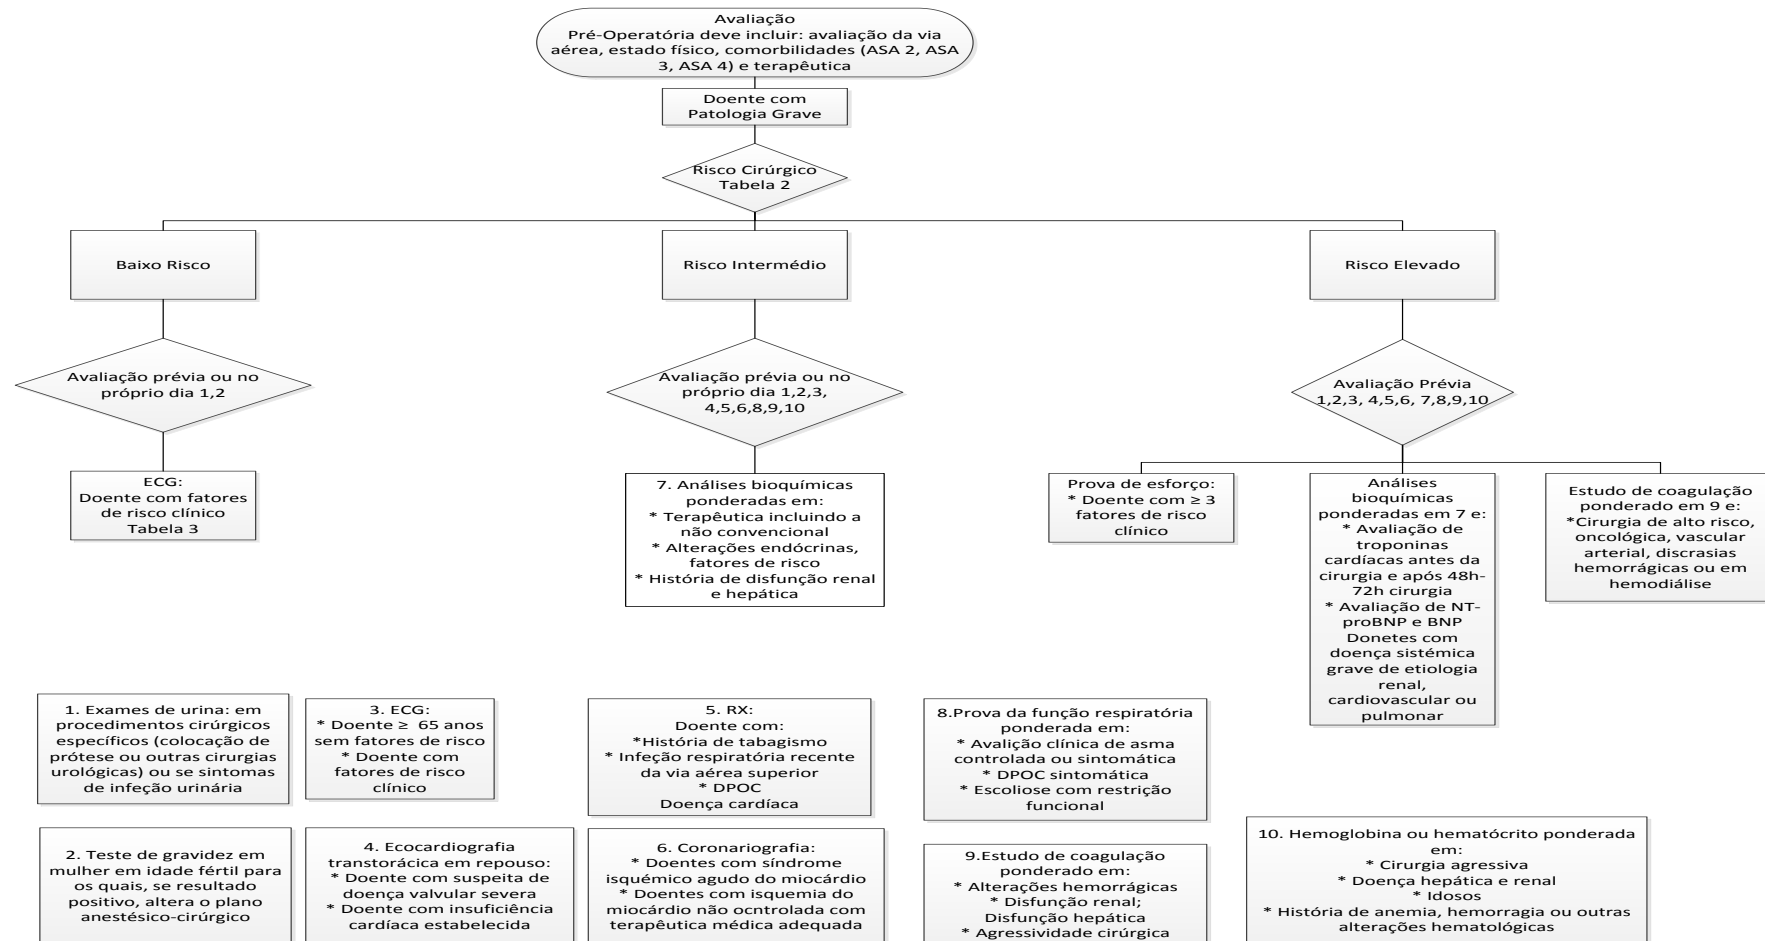 Avaliação
Pré-Operatória deve incluir: avaliação da via
aérea, estado físico, comorbilidades (ASA 2, ASA
3, ASA 4) e terapêutica
Doente com
Patologia Grave
Risco Cirúrgico
Tabela 2
Baixo Risco
Risco Intermédio
Risco Elevado
Avaliação prévia ou no
próprio dia 1,2
Avaliação prévia ou no
próprio dia 1,2,3,
4,5,6,8,9,10
Avaliação Prévia
1,2,3, 4,5,6, 7,8,9,10
ECG:
Doente com fatores
de risco clínico
Tabela 3
7. Análises bioquímicas
ponderadas em:
* Terapêutica incluindo a
não convencional
* Alterações endócrinas,
fatores de risco
* História de disfunção renal
e hepática
Prova de esforço:
* Doente com ≥ 3
fatores de risco
clínico
Análises
bioquímicas
ponderadas em 7 e:
* Avaliação de
troponinas
cardíacas antes da
cirurgia e após 48h-
72h cirurgia
* Avaliação de NT-
proBNP e BNP
Donetes com
doença sistémica
grave de etiologia
renal,
cardiovascular ou
pulmonar
Estudo de coagulação
ponderado em 9 e:
*Cirurgia de alto risco,
oncológica, vascular
arterial, discrasias
hemorrágicas ou em
hemodiálise
1. Exames de urina: em
procedimentos cirúrgicos
específicos (colocação de
prótese ou outras cirurgias
urológicas) ou se sintomas
de infeção urinária
3. ECG:
* Doente ≥ 65 anos
sem fatores de risco
* Doente com
fatores de risco
clínico
5. RX:
Doente com:
*História de tabagismo
* Infeção respiratória recente
da via aérea superior
* DPOC
Doença cardíaca
8.Prova da função respiratória
ponderada em:
* Avalição clínica de asma
controlada ou sintomática
* DPOC sintomática
* Escoliose com restrição
funcional
2. Teste de gravidez em
mulher em idade fértil para
os quais, se resultado
positivo, altera o plano
anestésico-cirúrgico
4. Ecocardiografia
transtorácica em repouso:
* Doente com suspeita de
doença valvular severa
* Doente com insuficiência
cardíaca estabelecida
6. Coronariografia:
* Doentes com síndrome
isquémico agudo do miocárdio
* Doentes com isquemia do
miocárdio não ocntrolada com
terapêutica médica adequada
9.Estudo de coagulação
ponderado em:
* Alterações hemorrágicas
* Disfunção renal;
Disfunção hepática
* Agressividade cirúrgica
10. Hemoglobina ou hematócrito ponderada
em:
* Cirurgia agressiva
* Doença hepática e renal
* Idosos
* História de anemia, hemorragia ou outras
alterações hematológicas